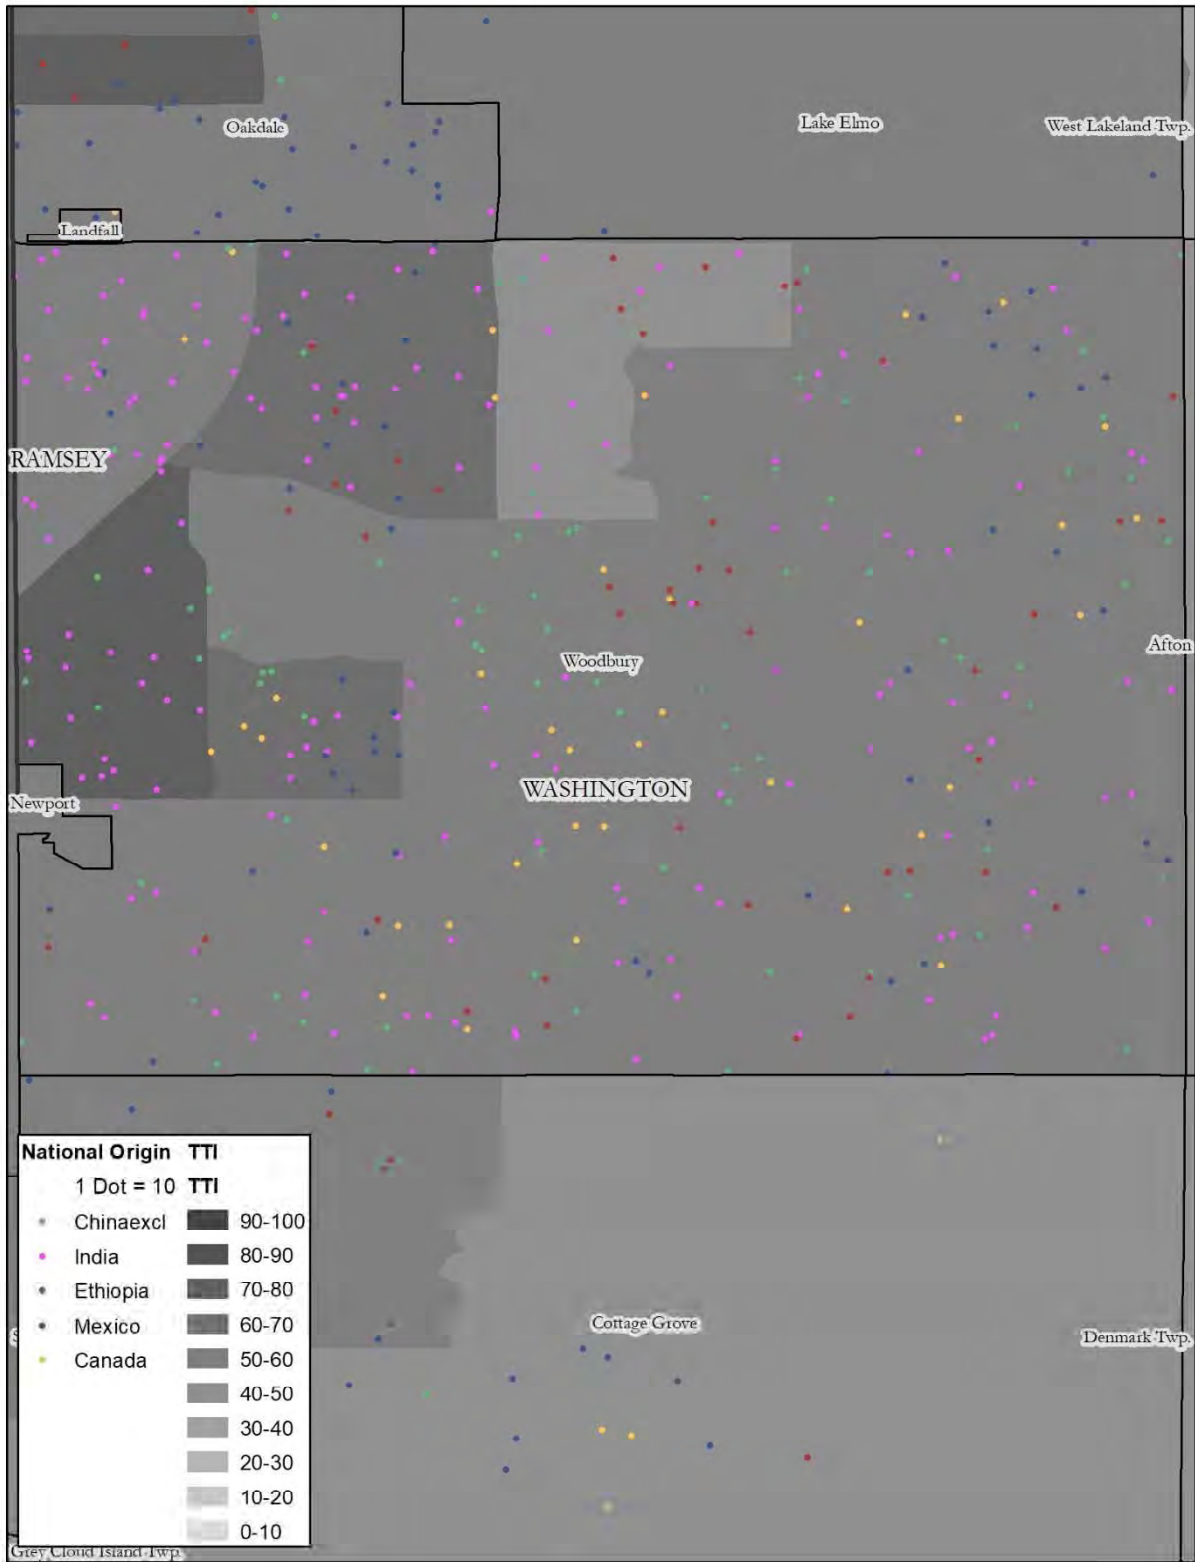 Oakdale
Lake Elmo
West Lakeland Twp.
Landfall
RAMSEY
Woodbury
Afton
WASHINGTON
Newport
National Origin TTI
1 Dot = 10 TTI
Chinaexcl 90-100
India 80-90
Ethiopia 70-80
Mexico 60-70
Canada 50-60
40-50
30-40
20-30
10-20
0-10
Cottage Grove
Denmark Twp.
Grey Cloud Island Twp.